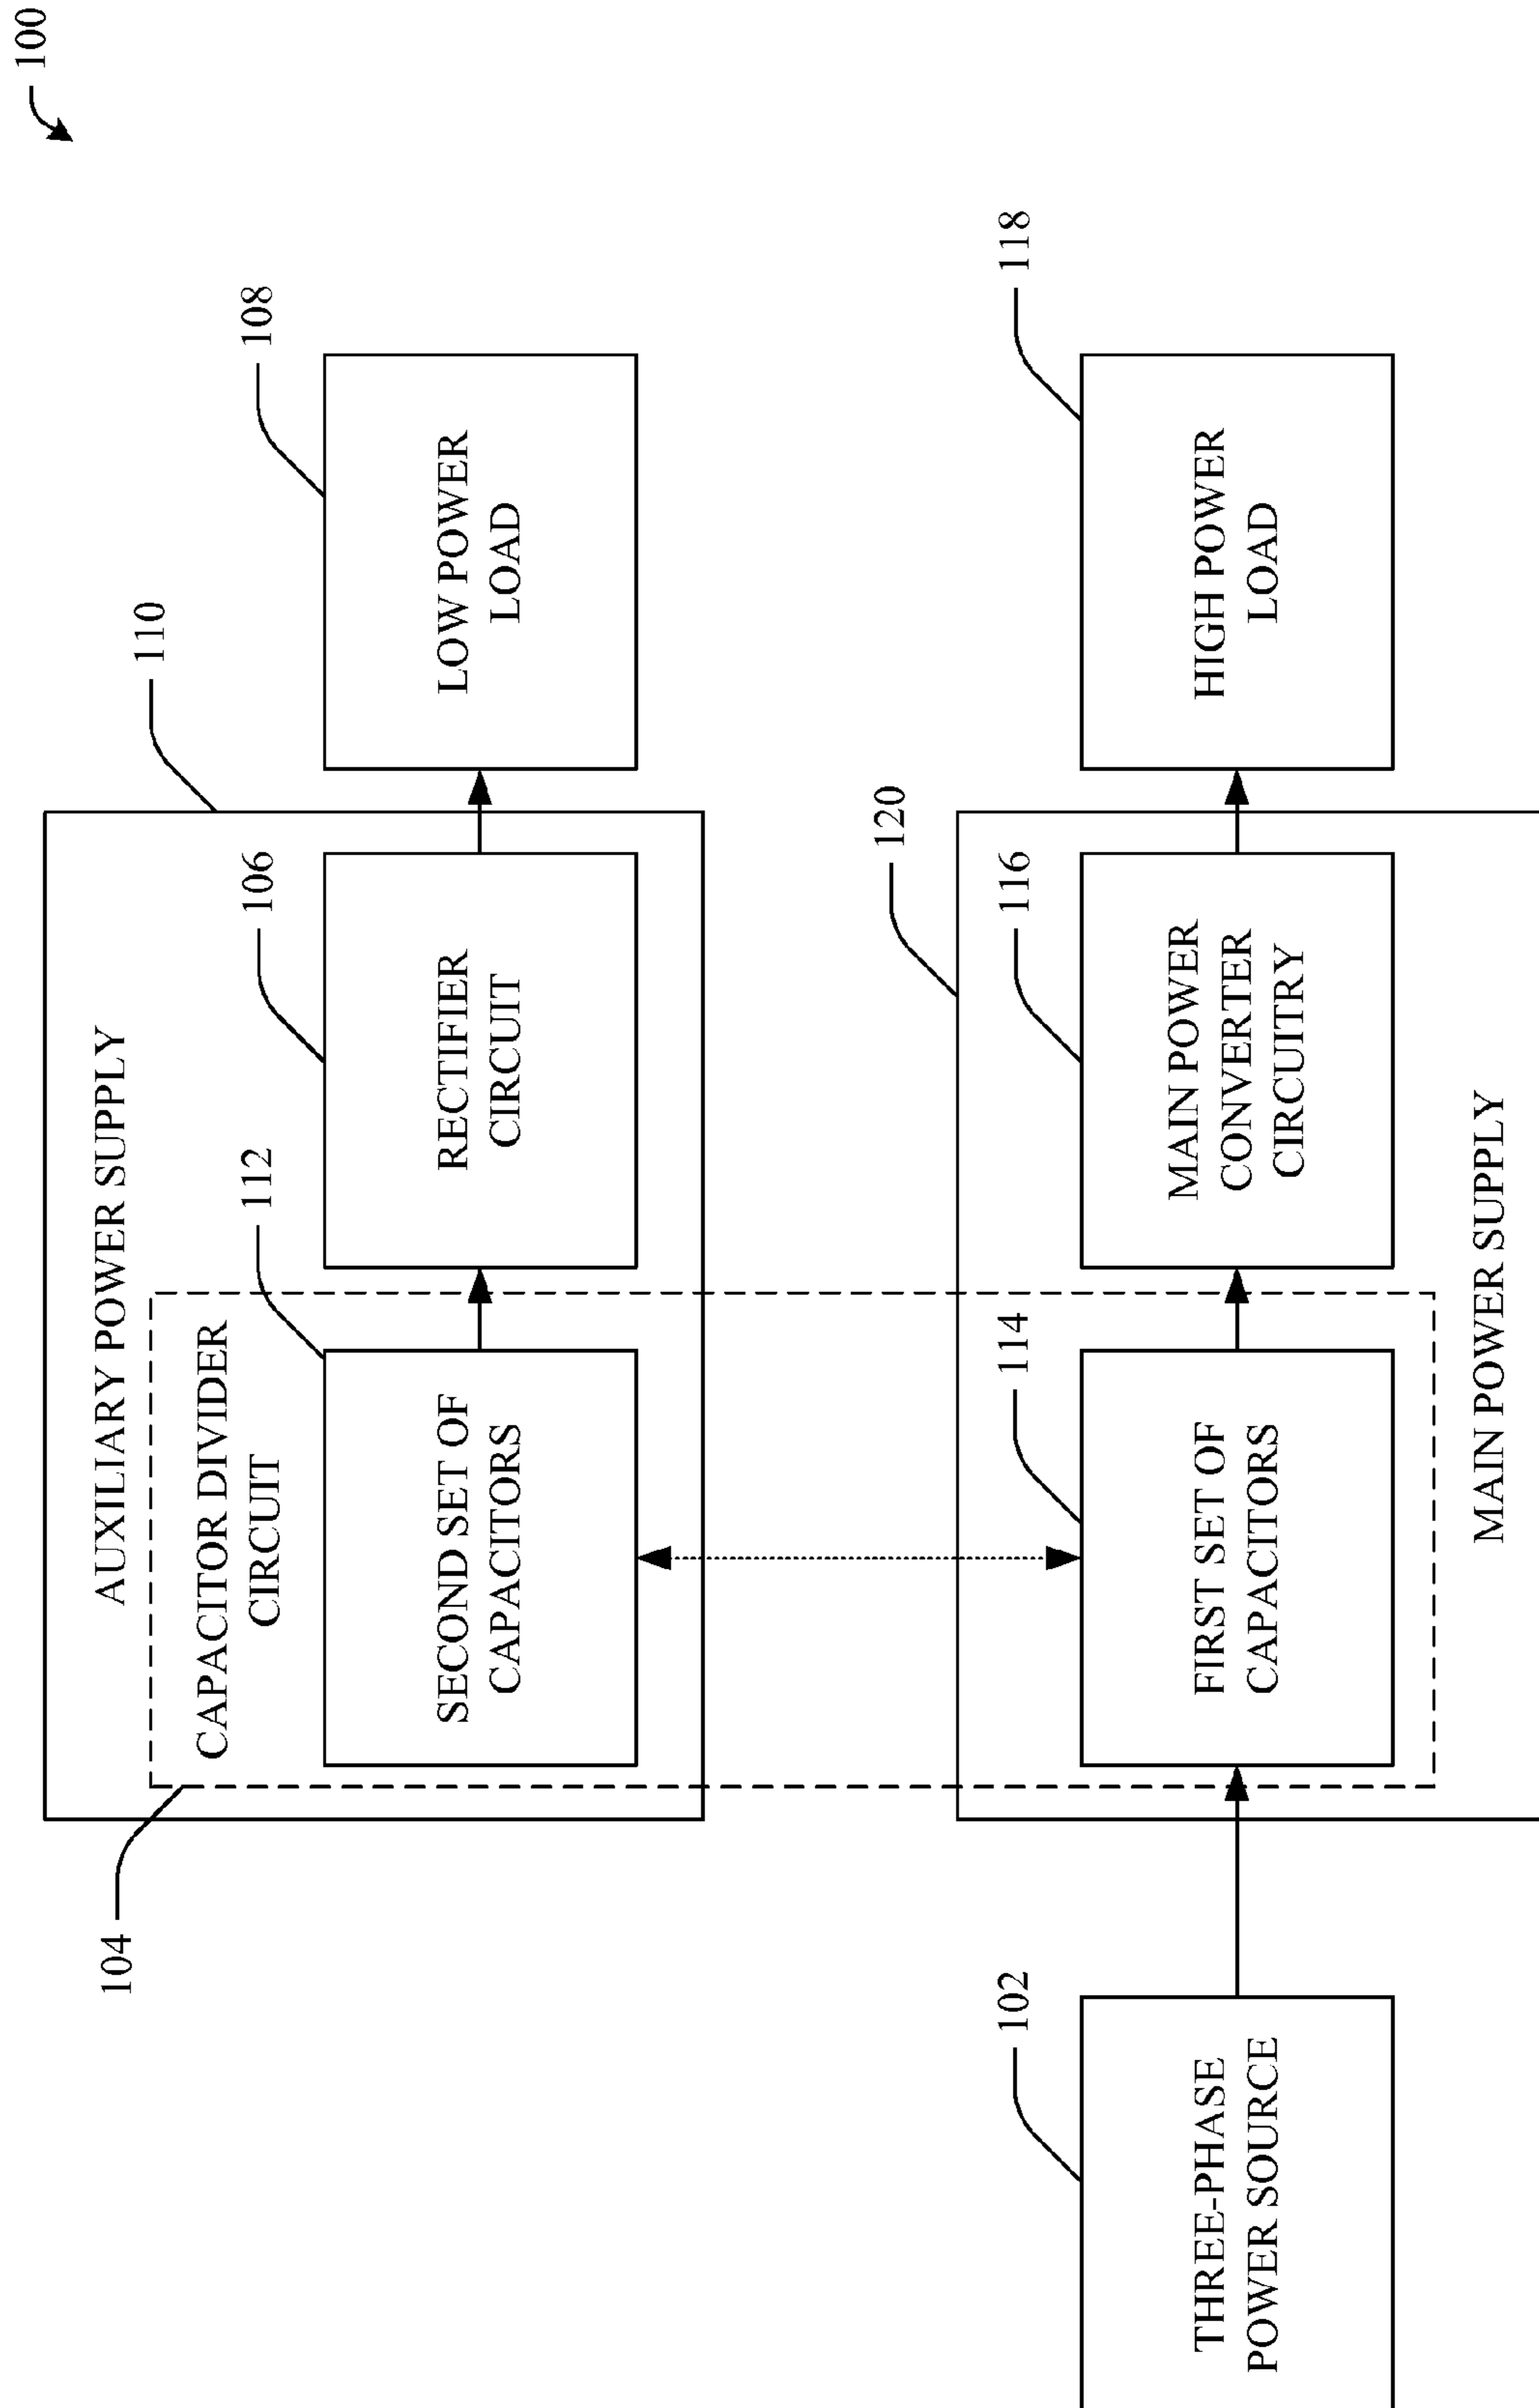 100
110
AUXILIARY POWER SUPPLY
104
CAPACITOR DIVIDER
CIRCUIT
112
106
108
SECOND SET OF
CAPACITORS
RECTIFIER
CIRCUIT
LOW POWER
LOAD
120
102
114
116
118
THREE-PHASE
POWER SOURCE
FIRST SET OF
CAPACITORS
MAIN POWER
CONVERTER
CIRCUITRY
HIGH POWER
LOAD
MAIN POWER SUPPLY